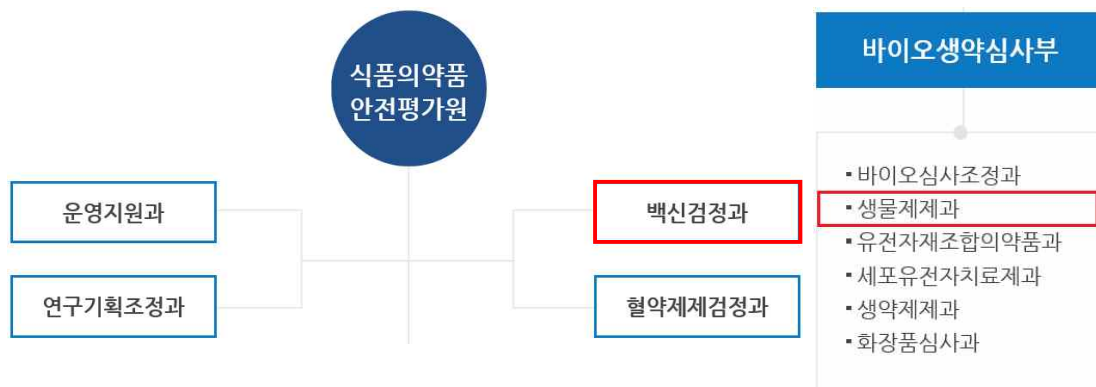 식품의약품
안전평가원
운영지원과
백신검정과
연구기획조정과
혈액제제검정과
바이오생약심사부
▪바이오심사조정과
▪생물제제과
▪유전자재조합의약품과
▪세포유전자치료제과
▪생약제제과
▪화장품심사과